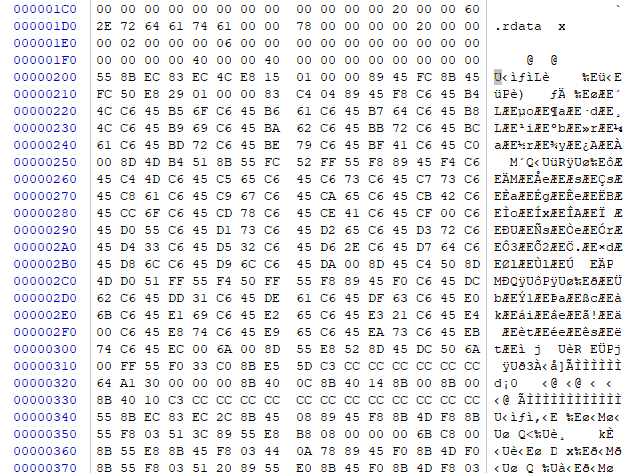 000001C0 00 00 00 00 00 00 00 00 00 00 00 00 20 00 00 60 `
000001D0 2E 72 64 61 74 61 00 00 78 00 00 00 00 20 00 00 .rdata x
000001E0 00 02 00 00 00 06 00 00 00 00 00 00 00 00 00 00
000001F0 00 00 00 00 40 00 00 40 00 00 00 00 00 00 00 00 @ @
00000200 55 8B EC 83 EC 4C E8 15 01 00 00 89 45 FC 8B 45 U‹ìƒìLè ‰Eü‹E
00000210 FC 50 E8 29 01 00 00 83 C4 04 89 45 F8 C6 45 B4 üPè) ƒÄ ‰EøÆE´
00000220 4C C6 45 B5 6F C6 45 B6 61 C6 45 B7 64 C6 45 B8 LÆEµoÆE¶aÆE·dÆE¸
00000230 4C C6 45 B9 69 C6 45 BA 62 C6 45 BB 72 C6 45 BC LÆE¹iÆEºbÆE»rÆE¼
00000240 61 C6 45 BD 72 C6 45 BE 79 C6 45 BF 41 C6 45 C0 aÆE½rÆE¾yÆE¿AÆEÀ
00000250 00 8D 4D B4 51 8B 55 FC 52 FF 55 F8 89 45 F4 C6 M´Q‹UüRÿUø‰EôÆ
00000260 45 C4 4D C6 45 C5 65 C6 45 C6 73 C6 45 C7 73 C6 EÄMÆEÅeÆEÆsÆEÇsÆ
00000270 45 C8 61 C6 45 C9 67 C6 45 CA 65 C6 45 CB 42 C6 EÈaÆEÉgÆEÊeÆEËBÆ
00000280 45 CC 6F C6 45 CD 78 C6 45 CE 41 C6 45 CF 00 C6 EÌoÆEÍxÆEÎAÆEÏ Æ
00000290 45 D0 55 C6 45 D1 73 C6 45 D2 65 C6 45 D3 72 C6 EÐUÆEÑsÆEÒeÆEÓrÆ
000002A0 45 D4 33 C6 45 D5 32 C6 45 D6 2E C6 45 D7 64 C6 EÔ3ÆEÕ2ÆEÖ.ÆE×dÆ
000002B0 45 D8 6C C6 45 D9 6C C6 45 DA 00 8D 45 C4 50 8D EØlÆEÙlÆEÚ EÄP
000002C0 4D D0 51 FF 55 F4 50 FF 55 F8 89 45 F0 C6 45 DC MÐQÿUôPÿUø‰EðÆEÜ
000002D0 62 C6 45 DD 31 C6 45 DE 61 C6 45 DF 63 C6 45 E0 bÆEÝ1ÆEÞaÆEßcÆEà
000002E0 6B C6 45 E1 69 C6 45 E2 65 C6 45 E3 21 C6 45 E4 kÆEáiÆEâeÆEã!ÆEä
000002F0 00 C6 45 E8 74 C6 45 E9 65 C6 45 EA 73 C6 45 EB ÆEètÆEéeÆEêsÆEë
00000300 74 C6 45 EC 00 6A 00 8D 55 E8 52 8D 45 DC 50 6A tÆEì j UèR EÜPj
00000310 00 FF 55 F0 33 C0 8B E5 5D C3 CC CC CC CC CC CC ÿUð3À‹å]ÃÌÌÌÌÌÌ
00000320 64 A1 30 00 00 00 8B 40 0C 8B 40 14 8B 00 8B 00 d¡0 ‹@ ‹@ ‹ ‹
00000330 8B 40 10 C3 CC CC CC CC CC CC CC CC CC CC CC CC ‹@ ÃÌÌÌÌÌÌÌÌÌÌÌÌ
00000340 55 8B EC 83 EC 2C 8B 45 08 89 45 F8 8B 4D F8 8B U‹ìƒì,‹E ‰Eø‹Mø‹
00000350 55 F8 03 51 3C 89 55 E8 B8 08 00 00 00 6B C8 00 Uø Q<‰Uè¸ kÈ
00000360 8B 55 E8 8B 45 F8 03 44 0A 78 89 45 F0 8B 4D F0 ‹Uè‹Eø D x‰Eð‹Mð
00000370 8B 55 F8 03 51 20 89 55 E0 8B 45 F0 8B 4D F8 03 ‹Uø Q ‰Uà‹Eð‹Mø